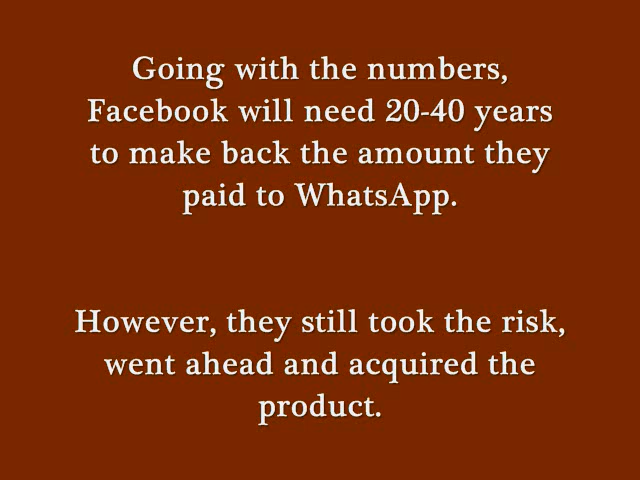 Going with the numbers,
Facebook will need 20-40 years
to make back the amount they
paid to WhatsApp.
However, they still took the risk,
went ahead and acquired the
product.